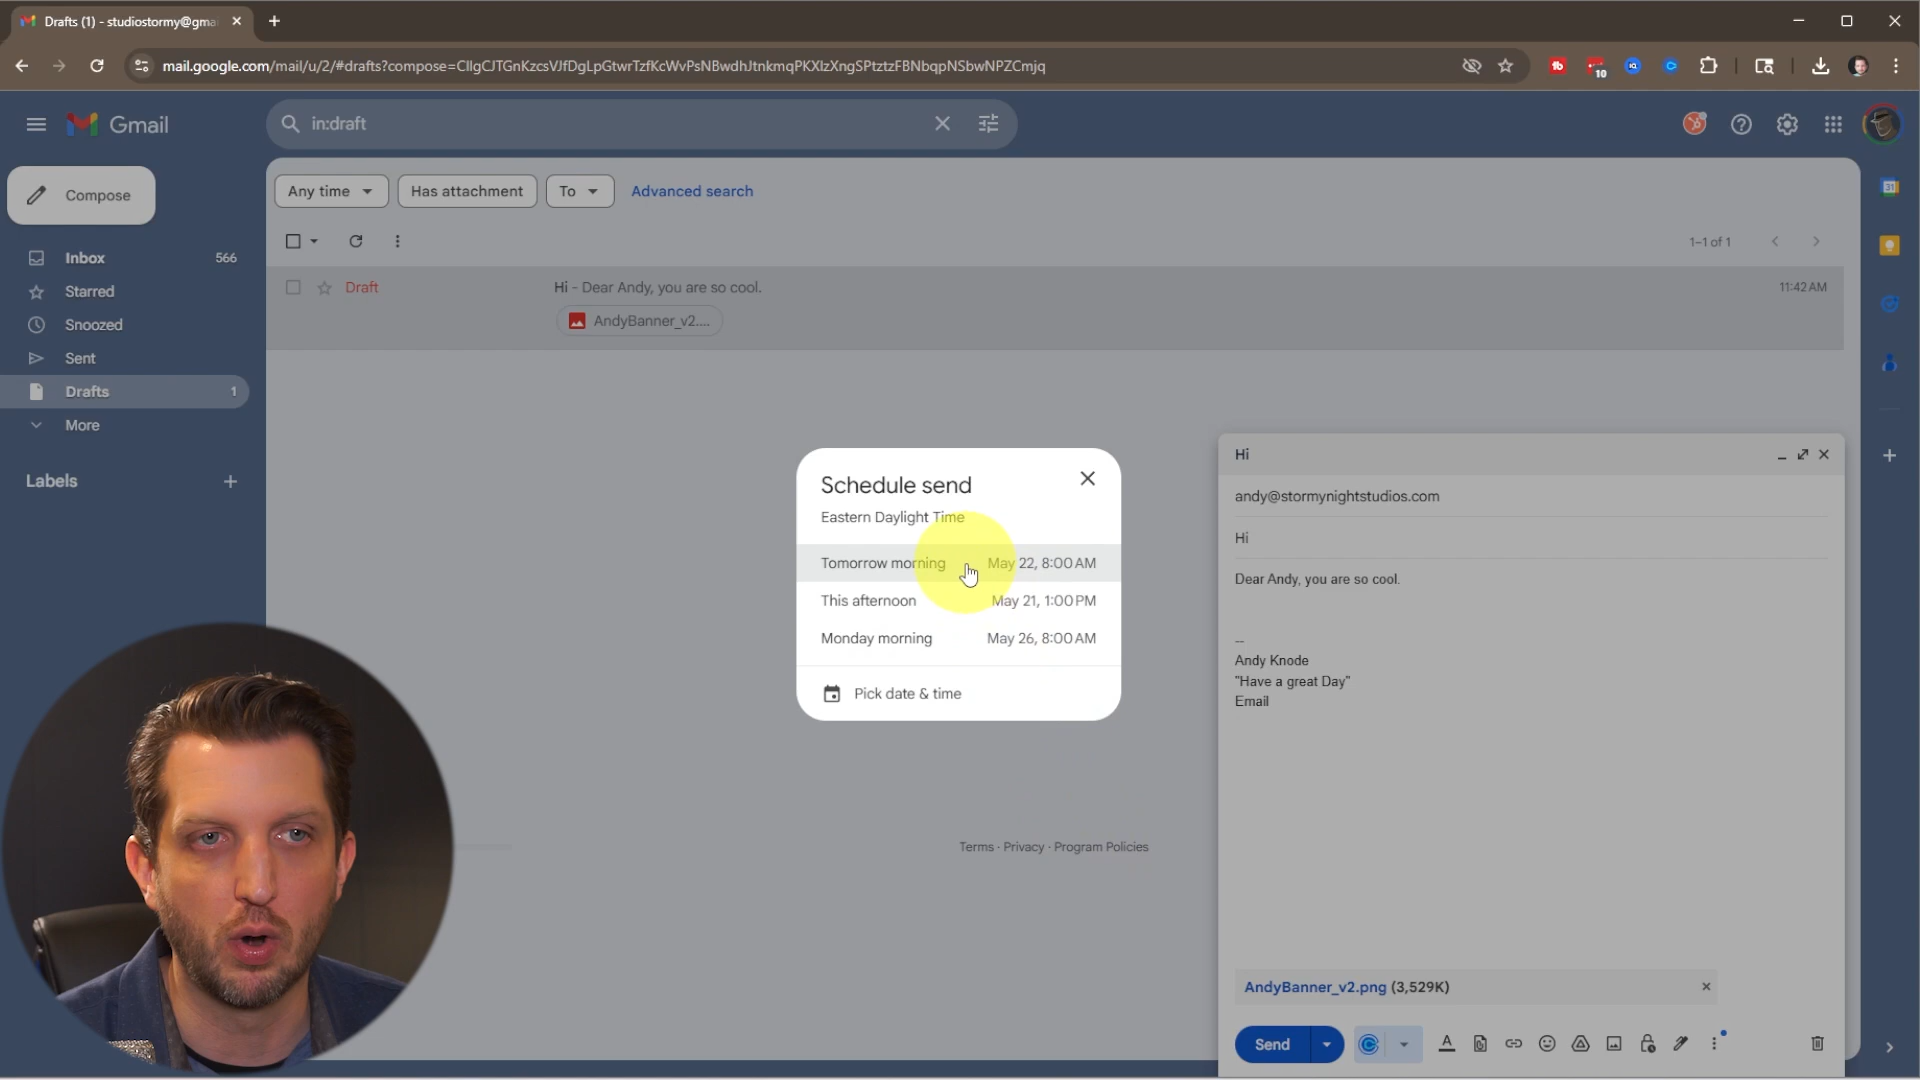 Drafts (1) - studiostormy@gma
mail.google.com/mail/u/2/#drafts?compose=CllgCJTGnKzcsVJfDgLpGtwrTzfKcWvPsNBwdhJtnkmqPKXlzXngSPtztzFBNbqpNSbwNPZCmjq
10
Gmail
in:draft
Compose
Any time
Has attachment
To
Advanced search
31
1–1 of 1
Inbox 566
Starred
Snoozed
Sent
Drafts 1
More
Labels
Draft
Hi - Dear Andy, you are so cool.
11:42 AM
AndyBanner_v2....
Schedule send
Eastern Daylight Time
Tomorrow morning May 22, 8:00 AM
This afternoon May 21, 1:00 PM
Monday morning May 26, 8:00 AM
Pick date & time
Terms · Privacy · Program Policies
Hi
andy@stormynightstudios.com
Hi
Dear Andy, you are so cool.
--
Andy Knode
"Have a great Day"
Email
AndyBanner_v2.png (3,529K)
Send